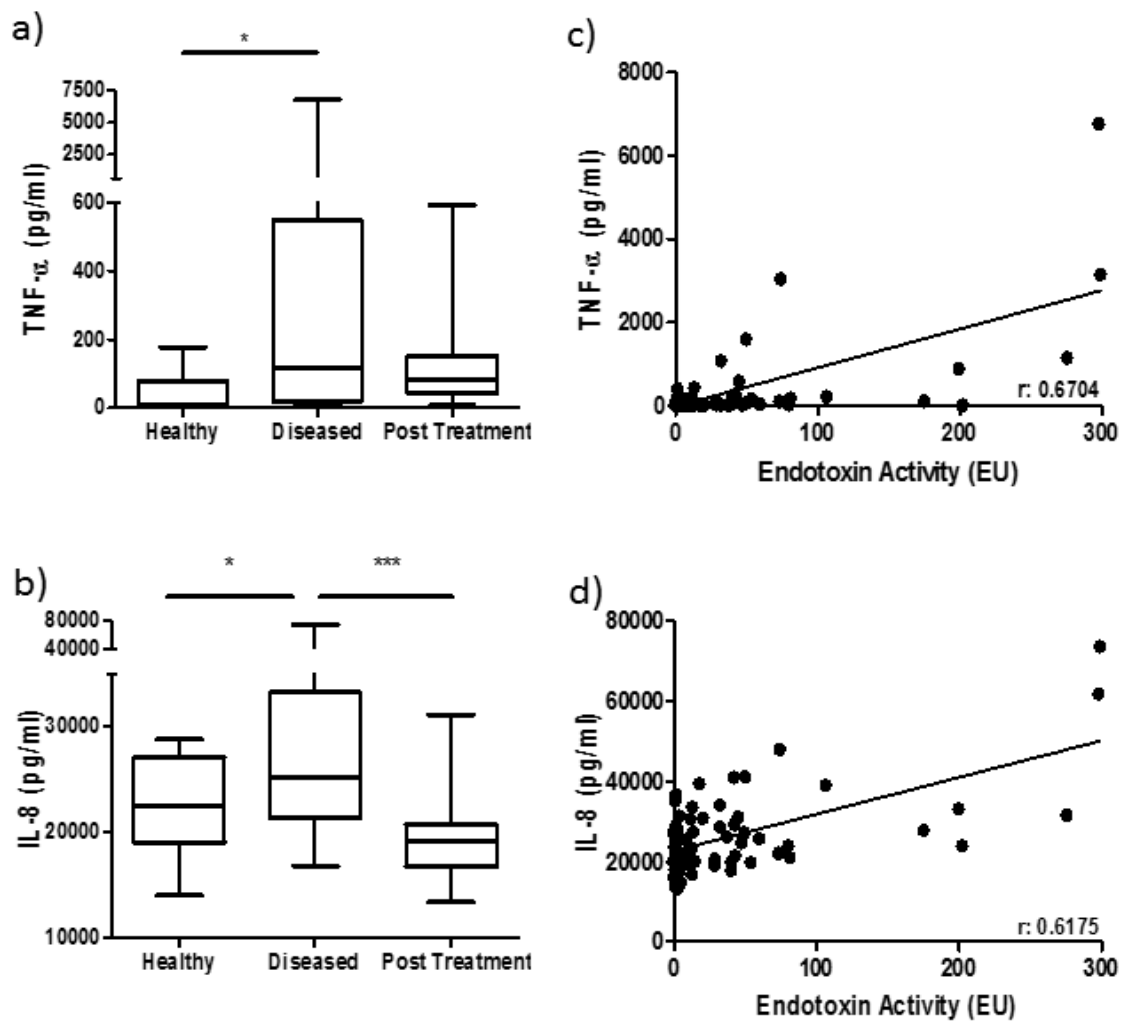 a)
*
7500
5000
2500
600
400
200
0
TNF-α (pg/ml)
Healthy Diseased Post Treatment
c)
8000
6000
4000
2000
0
TNF-α (pg/ml)
r: 0.6704
0 100 200 300
Endotoxin Activity (EU)
b)
* ***
80000
40000
30000
20000
10000
IL-8 (pg/ml)
Healthy Diseased Post Treatment
d)
80000
60000
40000
20000
0
IL-8 (pg/ml)
r: 0.6175
0 100 200 300
Endotoxin Activity (EU)